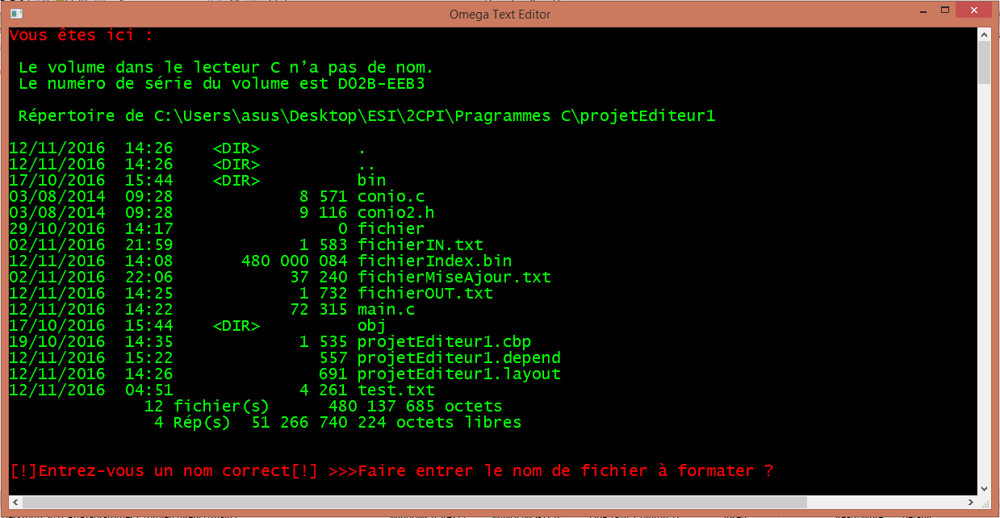 Omega Text Editor
Vous êtes ici :
Le volume dans le lecteur C n'a pas de nom.
Le numéro de série du volume est D02B-EEB3
Répertoire de C:\Users\asus\Desktop\ESI\2CPI\Pragrammes C\projetEditeur1
12/11/2016  14:26    <DIR>          .
12/11/2016  14:26    <DIR>          ..
17/10/2016  15:44    <DIR>          bin
03/08/2014  09:28             8 571 conio.c
03/08/2014  09:28             9 116 conio2.h
29/10/2016  14:17                 0 fichier
02/11/2016  21:59             1 583 fichierIN.txt
12/11/2016  14:08       480 000 084 fichierIndex.bin
02/11/2016  22:06            37 240 fichierMiseAjour.txt
12/11/2016  14:25             1 732 fichierOUT.txt
12/11/2016  14:22            72 315 main.c
17/10/2016  15:44    <DIR>          obj
19/10/2016  14:35             1 535 projetEditeur1.cbp
12/11/2016  15:22               557 projetEditeur1.depend
12/11/2016  14:26               691 projetEditeur1.layout
12/11/2016  04:51             4 261 test.txt
12 fichier(s)      480 137 685 octets
4 Rép(s)  51 266 740 224 octets libres
[!]Entrez-vous un nom correct[!] >>>Faire entrer le nom de fichier à formater ?